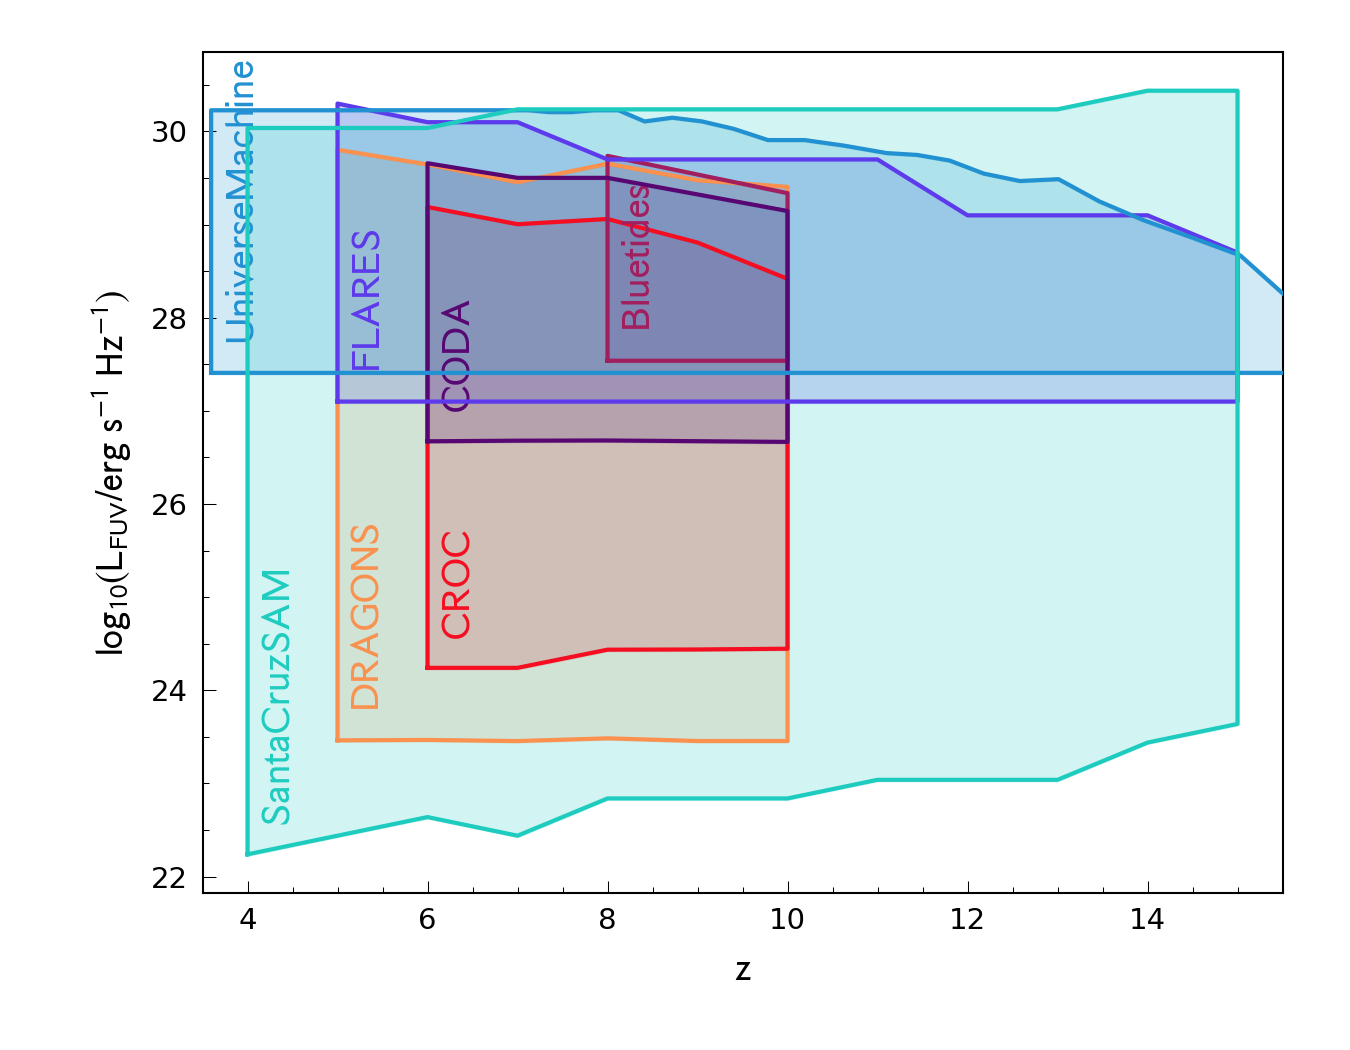 UniverseMachine
FLARES
Bluetides
CODA
CROC
DRAGONS
SantaCruzSAM
log₁₀(L_FUV/erg s⁻¹ Hz⁻¹)
30
28
26
24
22
4 6 8 10 12 14
z